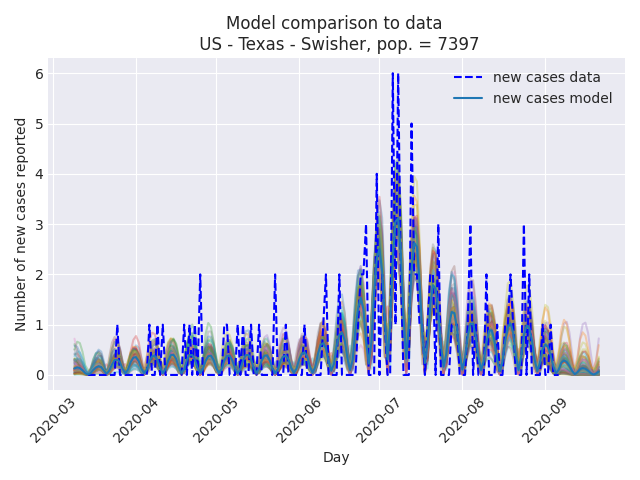 Model comparison to data
US - Texas - Swisher, pop. = 7397
new cases data
new cases model
Number of new cases reported
6
5
4
3
2
1
0
2020-03
2020-04
2020-05
2020-06
2020-07
2020-08
2020-09
Day